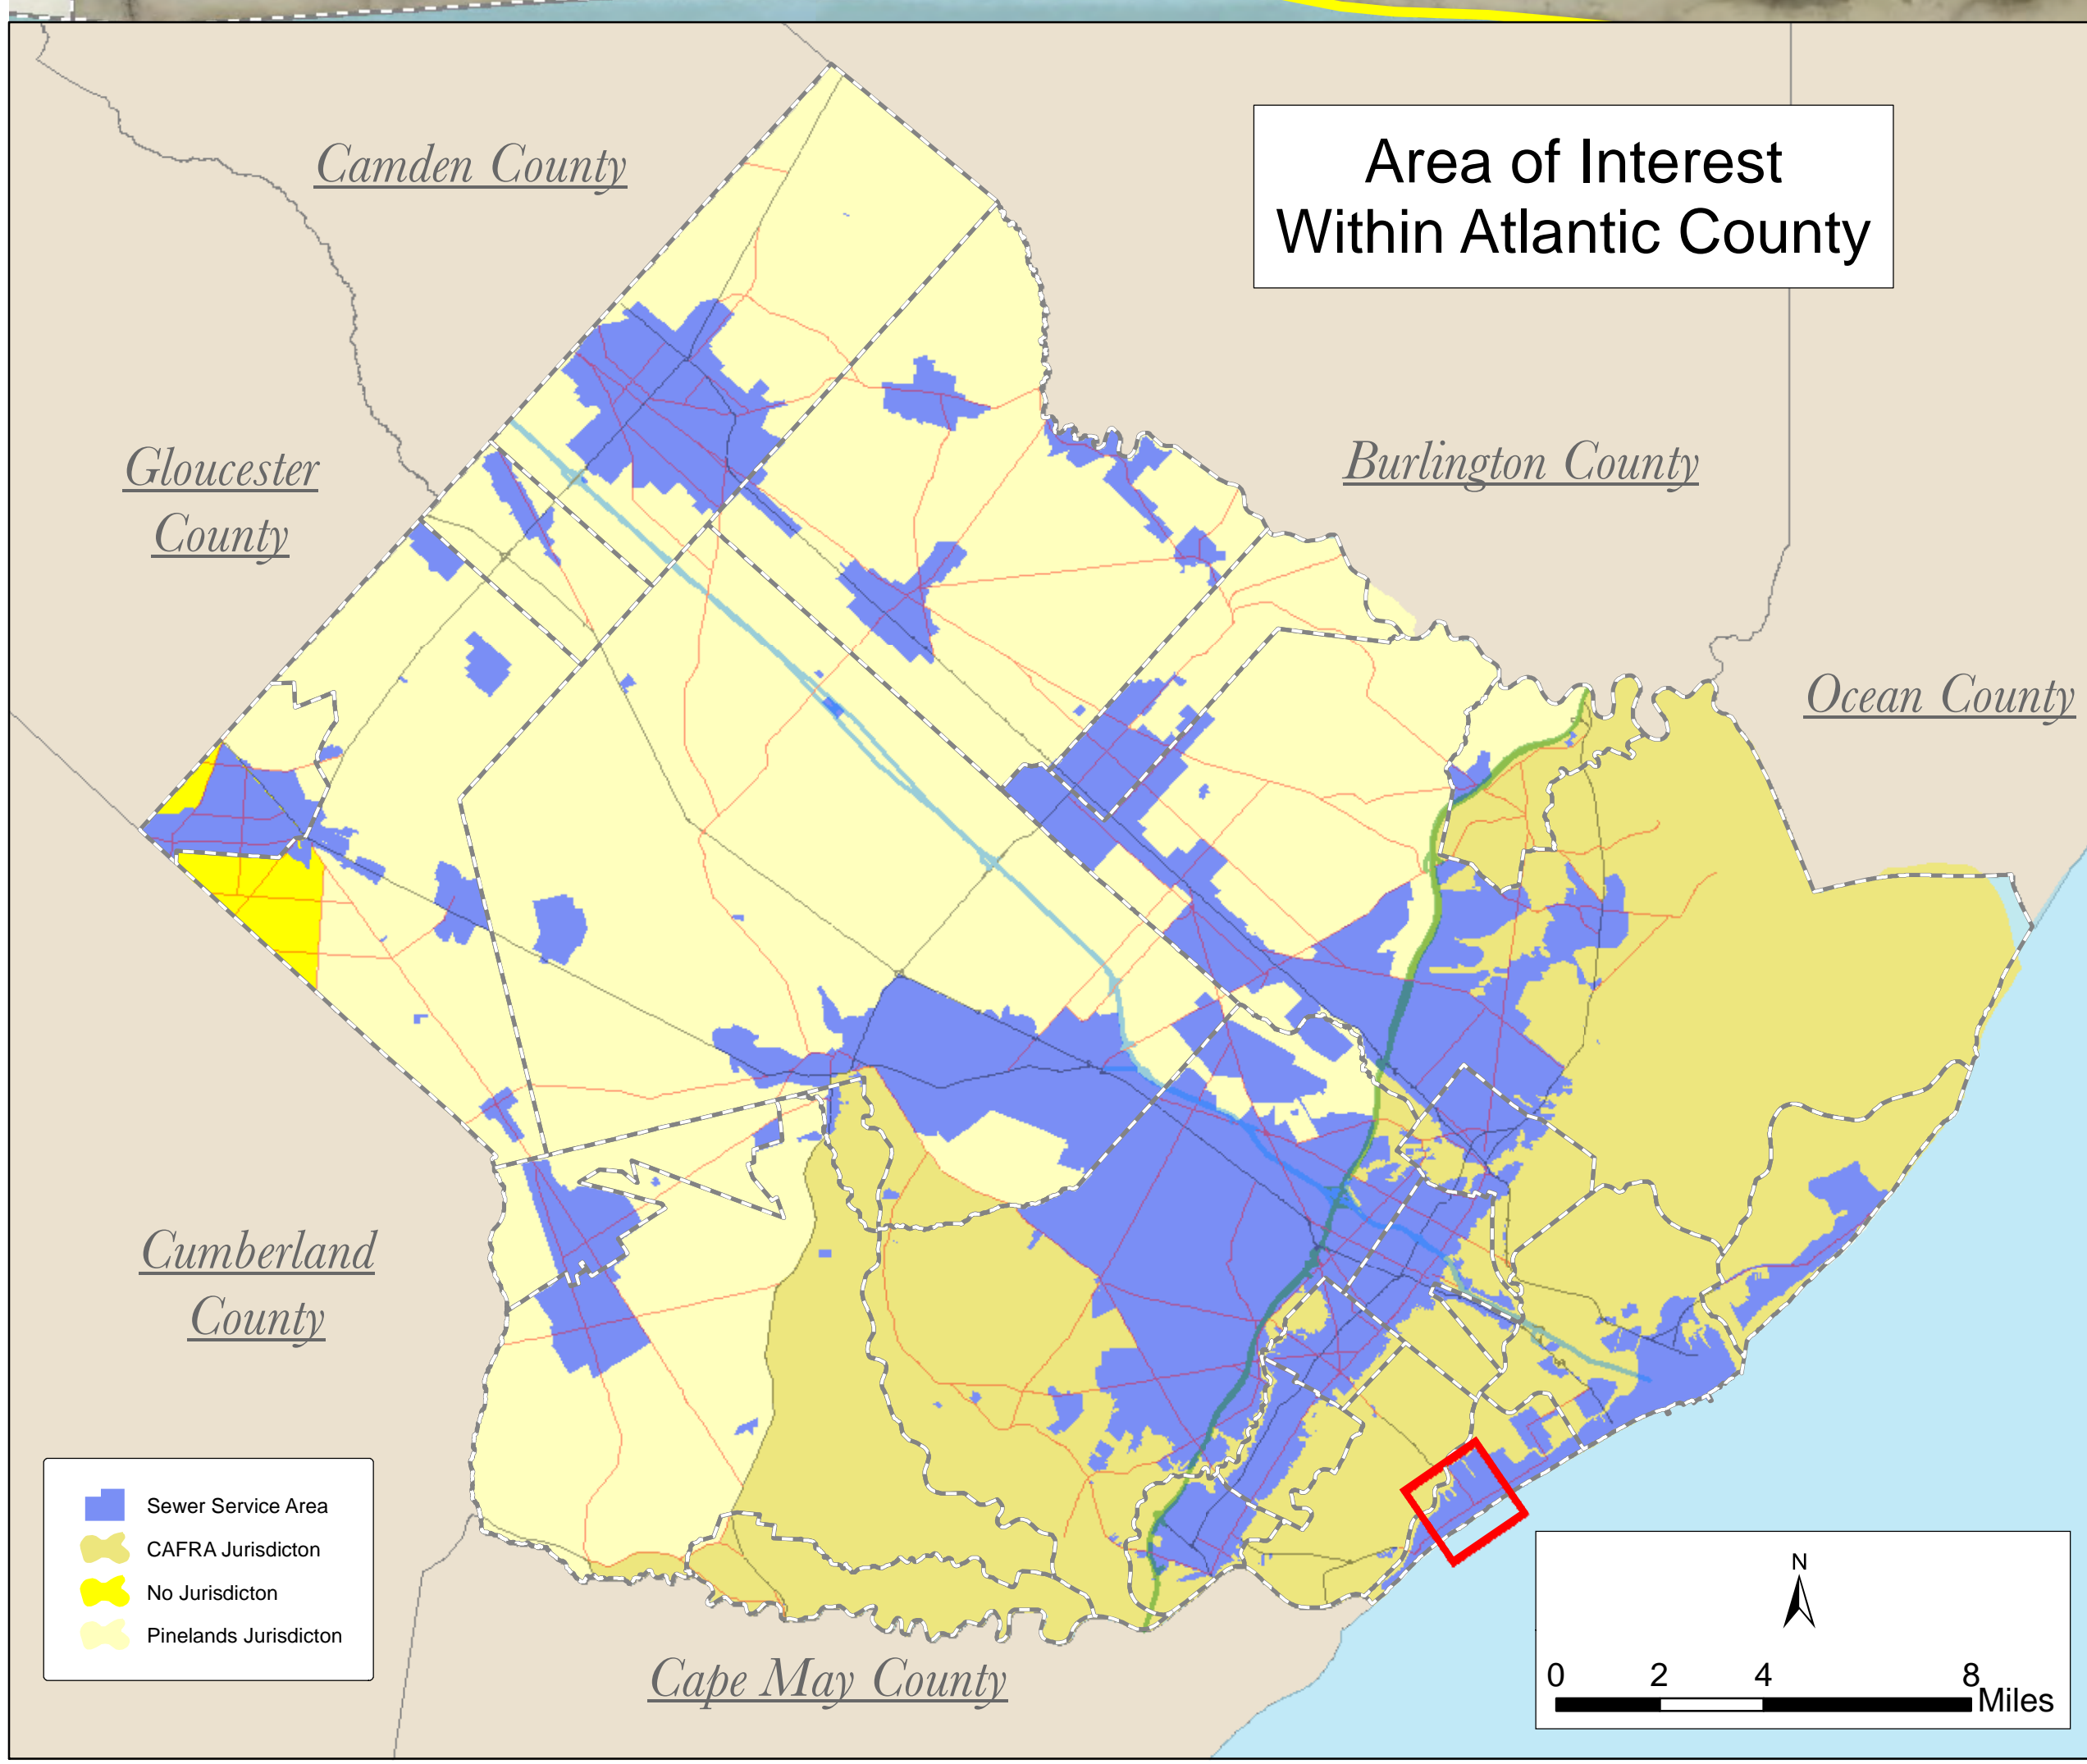 Area of Interest
Within Atlantic County
Camden County
Gloucester
County
Burlington County
Ocean County
Cumberland
County
Cape May County
Sewer Service Area
CAFRA Jurisdicton
No Jurisdicton
Pinelands Jurisdicton
N
0 2 4 8
Miles